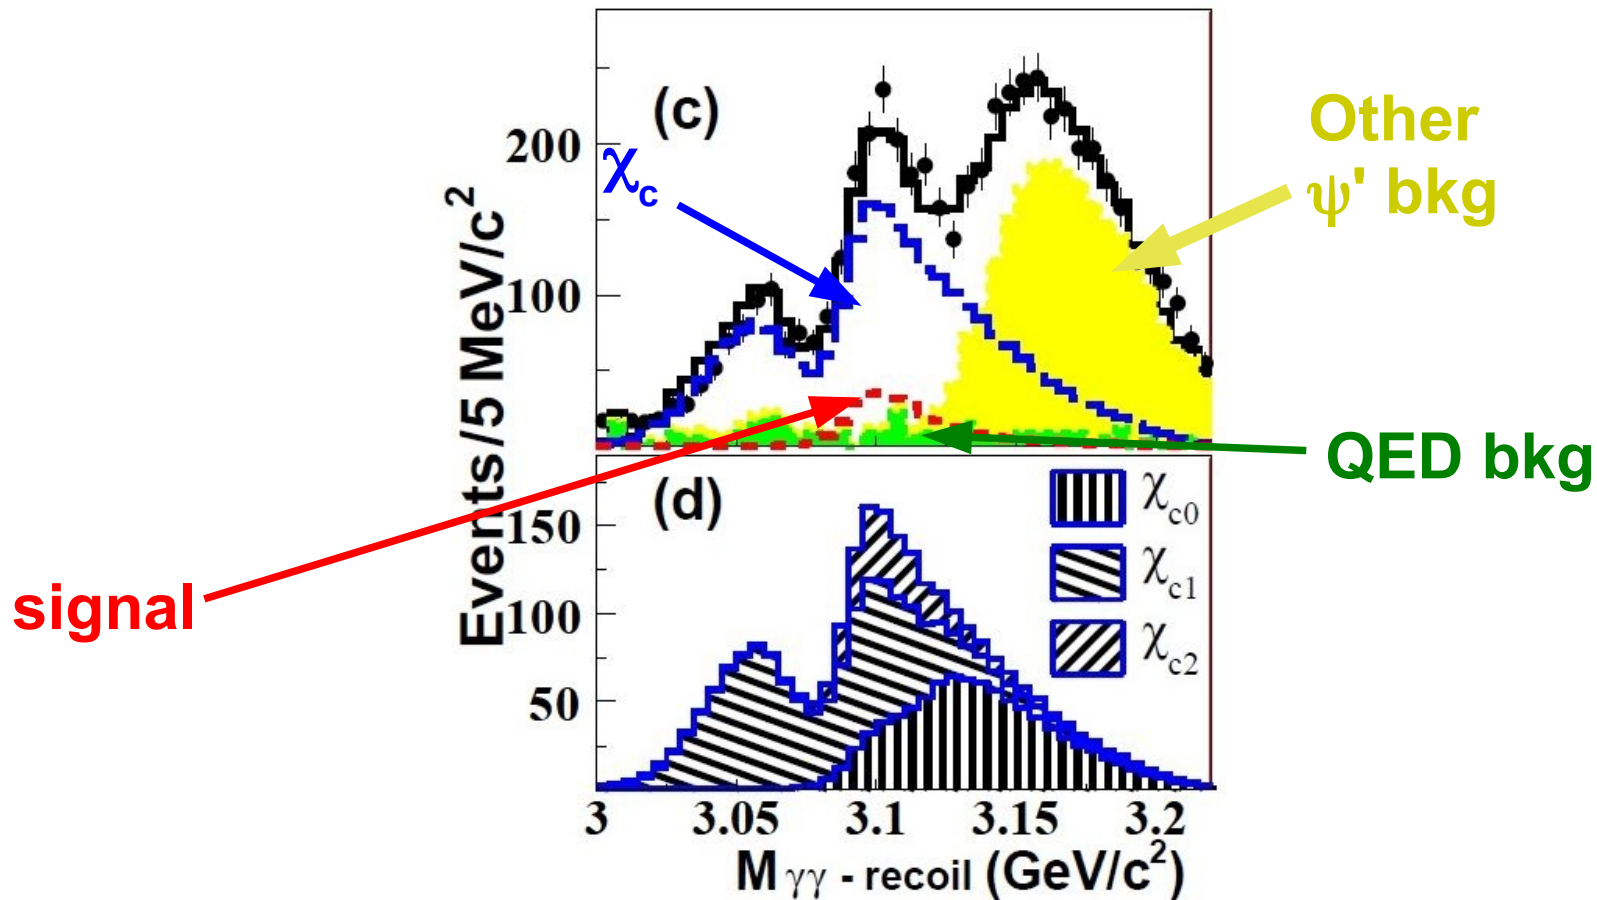 (c)
200
100
Events/5 MeV/c²
χc
Other
ψ' bkg
QED bkg
signal
(d)
150
100
50
χc0
χc1
χc2
3 3.05 3.1 3.15 3.2
M γγ - recoil (GeV/c²)